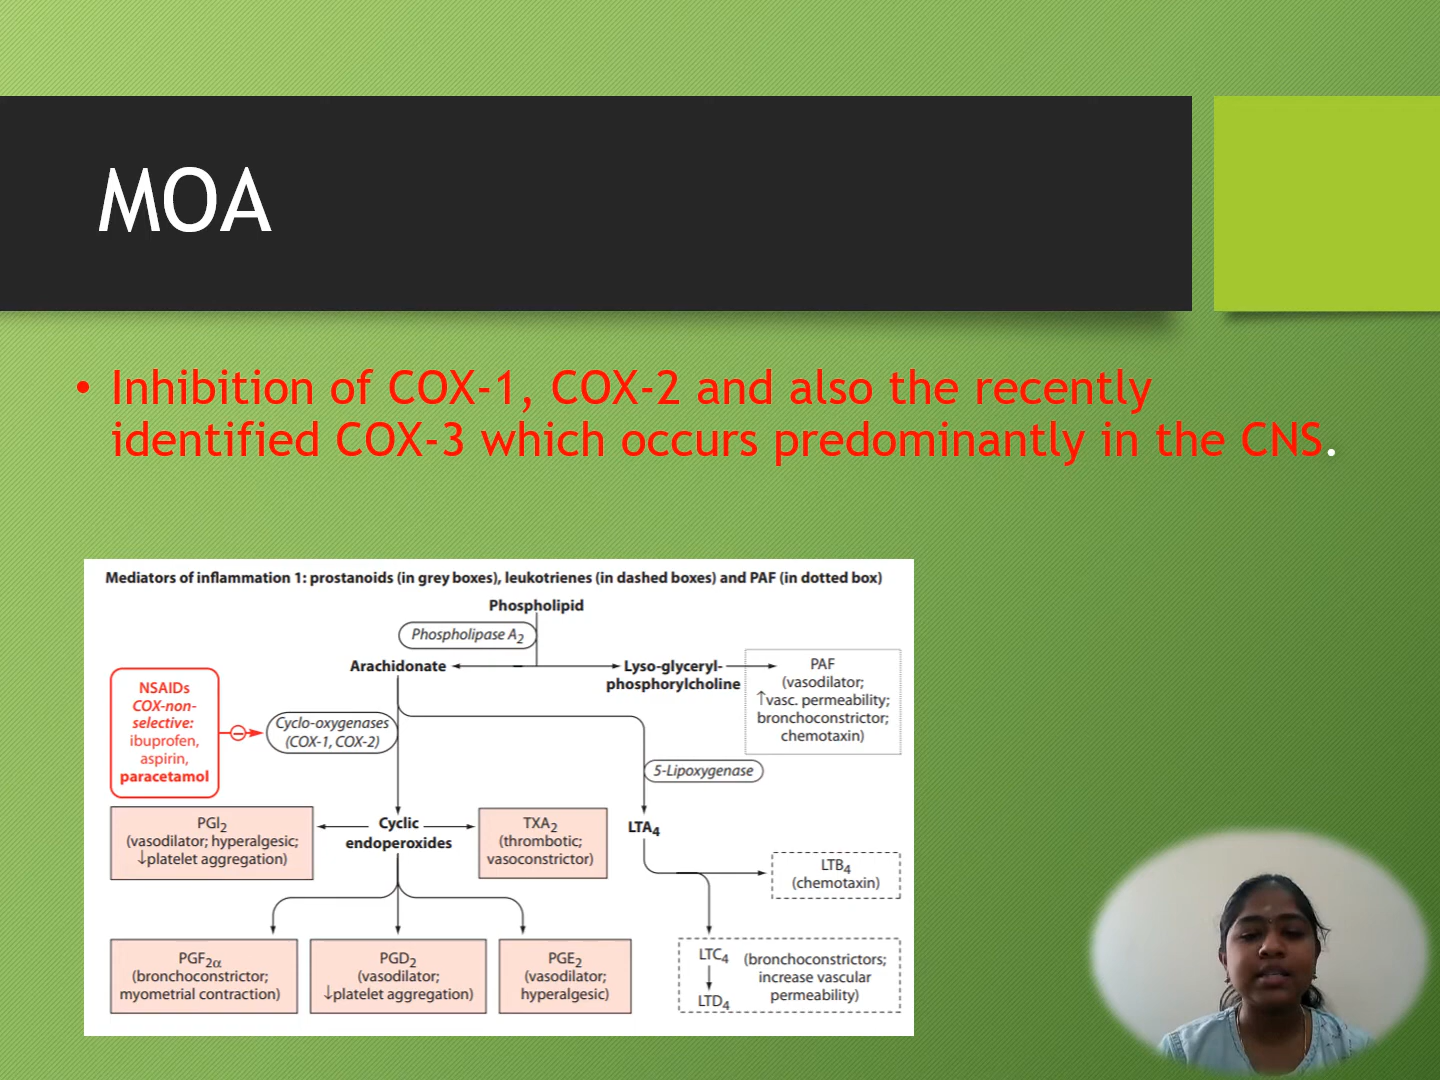 MOA
• Inhibition of COX-1, COX-2 and also the recently
identified COX-3 which occurs predominantly in the CNS.
Mediators of inflammation 1: prostanoids (in grey boxes), leukotrienes (in dashed boxes) and PAF (in dotted box)
Phospholipid
Phospholipase A2
Arachidonate
Lyso-glyceryl-
phosphorylcholine
PAF
(vasodilator;
↑vasc. permeability;
bronchoconstrictor;
chemotaxin)
NSAIDs
COX-non-
selective:
ibuprofen,
aspirin,
paracetamol
Cyclo-oxygenases
(COX-1, COX-2)
5-Lipoxygenase
PGI2
(vasodilator; hyperalgesic;
↓platelet aggregation)
Cyclic
endoperoxides
TXA2
(thrombotic;
vasoconstrictor)
LTA4
LTB4
(chemotaxin)
PGF2α
(bronchoconstrictor;
myometrial contraction)
PGD2
(vasodilator;
↓platelet aggregation)
PGE2
(vasodilator;
hyperalgesic)
LTC4
LTD4
(bronchoconstrictors;
increase vascular
permeability)